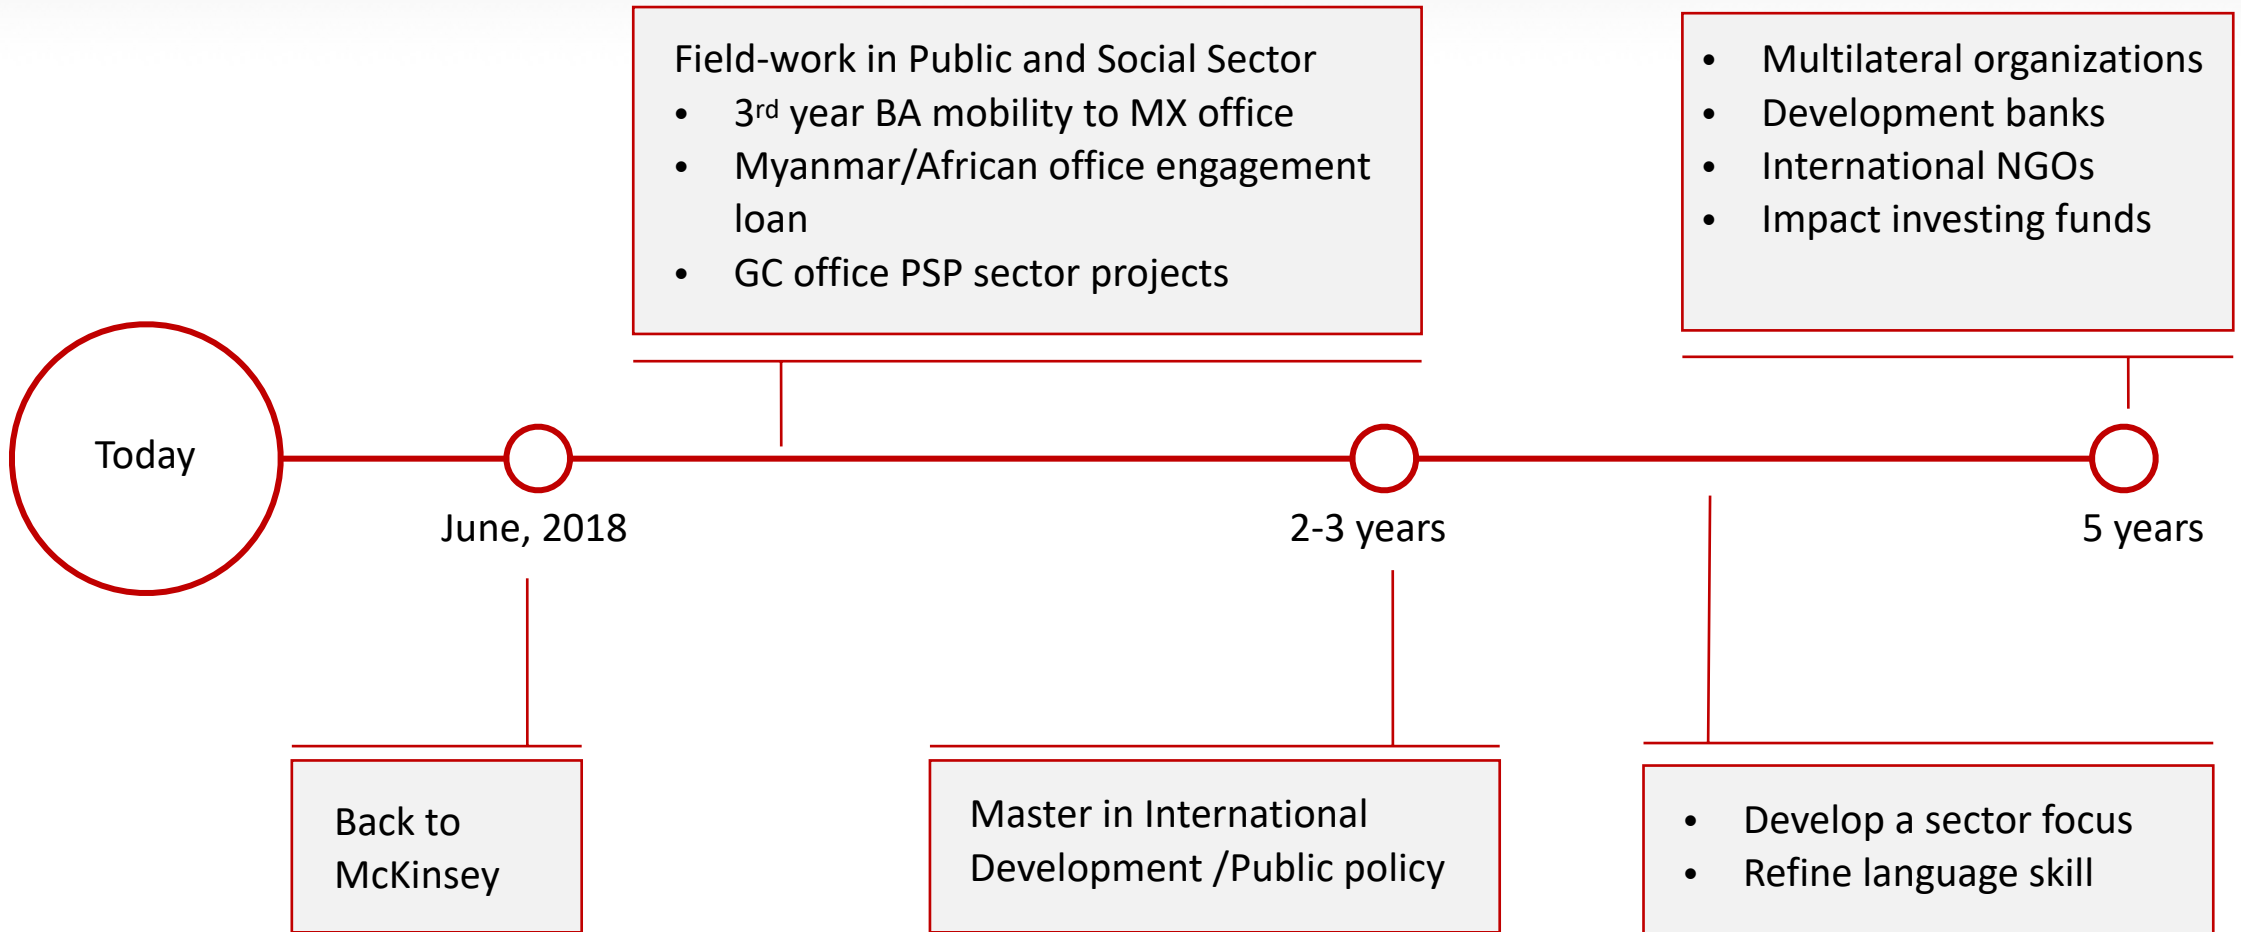 Field-work in Public and Social Sector
• 3rd year BA mobility to MX office
• Myanmar/African office engagement
loan
• GC office PSP sector projects
• Multilateral organizations
• Development banks
• International NGOs
• Impact investing funds
Today
June, 2018
2-3 years
5 years
Back to
McKinsey
Master in International
Development /Public policy
• Develop a sector focus
• Refine language skill